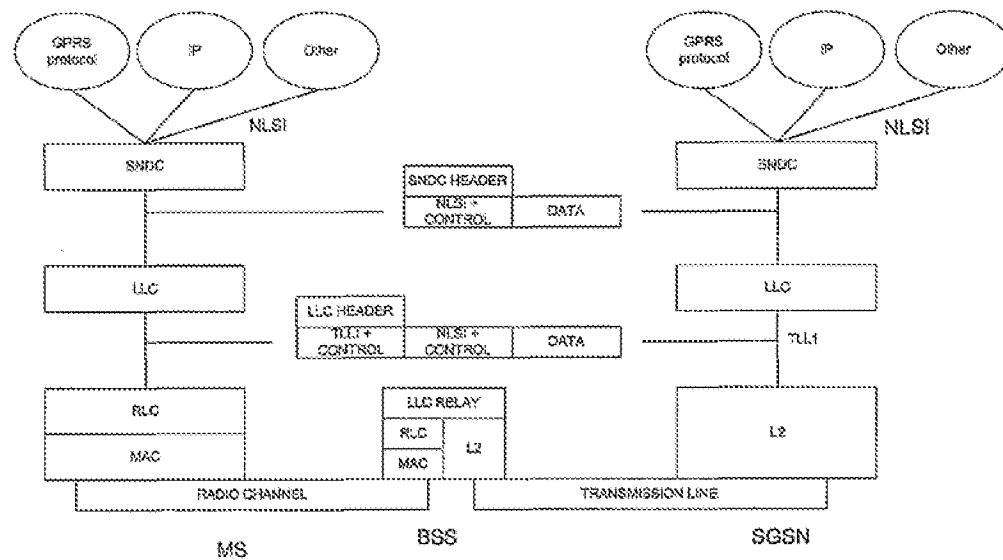 GPRS protocol
IP
Other
GPRS protocol
IP
Other
NLSI
NLSI
SNDC
SNDC
SNDC HEADER
NLSI + CONTROL
DATA
LLC
LLC
LLC HEADER
TLLI + CONTROL
NLSI + CONTROL
DATA
TLL1
RLC
MAC
LLC RELAY
RLC
MAC
L2
L2
RADIO CHANNEL
TRANSMISSION LINE
MS
BSS
SGSN